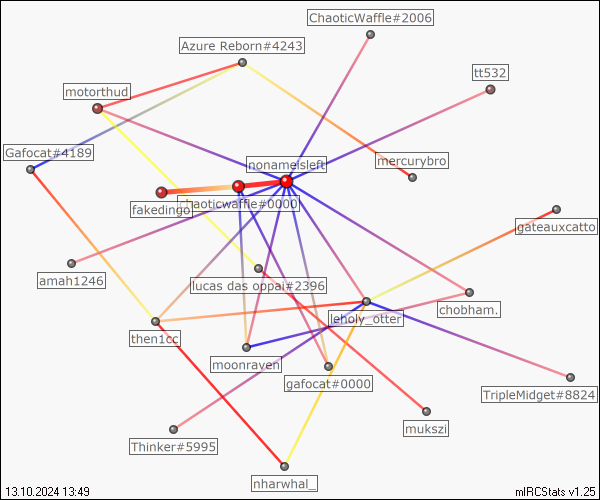 ChaoticWaffle#2006
Azure Reborn#4243
tt532
motorthud
Gafocat#4189
nonameisleft
mercurybro
fakedingo
chaoticwaffle#0000
gateauxcatto
amah1246
lucas das oppai#2396
chobham.
leholy_otter
then1cc
moonraven
gafocat#0000
TripleMidget#8824
mukszi
Thinker#5995
nharwhal_
13.10.2024 13:49
mIRCStats v1.25